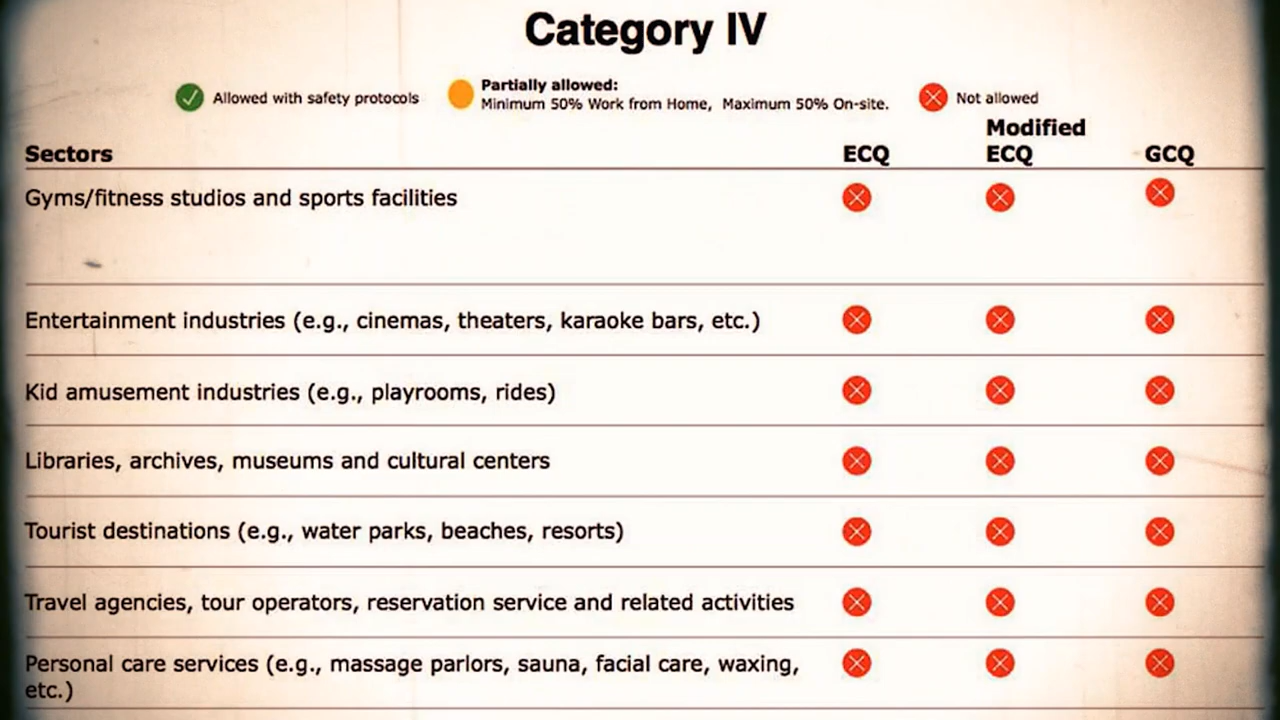 Category IV
Allowed with safety protocols
Partially allowed:
Minimum 50% Work from Home, Maximum 50% On-site.
Not allowed
Sectors ECQ Modified ECQ GCQ
Gyms/fitness studios and sports facilities
Entertainment industries (e.g., cinemas, theaters, karaoke bars, etc.)
Kid amusement industries (e.g., playrooms, rides)
Libraries, archives, museums and cultural centers
Tourist destinations (e.g., water parks, beaches, resorts)
Travel agencies, tour operators, reservation service and related activities
Personal care services (e.g., massage parlors, sauna, facial care, waxing,
etc.)